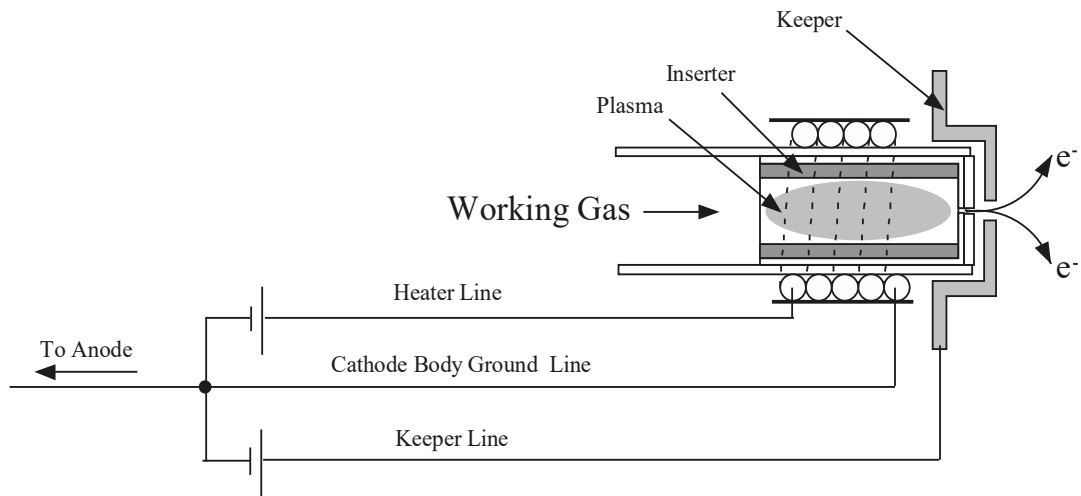 Keeper
Inserter
Plasma
e-
Working Gas
e-
Heater Line
To Anode
Cathode Body Ground Line
Keeper Line